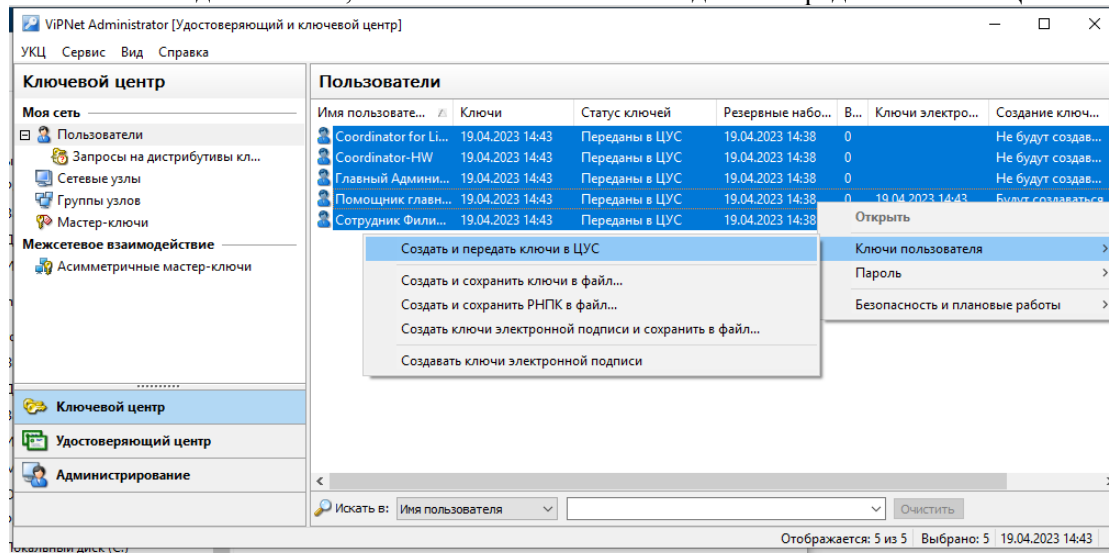 ViPNet Administrator [Удостоверяющий и ключевой центр]
УКЦ Сервис Вид Справка
Ключевой центр
Моя сеть
Пользователи
Запросы на дистрибутивы кл...
Сетевые узлы
Группы узлов
Мастер-ключи
Межсетевое взаимодействие
Асимметричные мастер-ключи
Ключевой центр
Удостоверяющий центр
Администрирование
Пользователи
Имя пользовате... Ключи Статус ключей Резервные набо... В... Ключи электро... Создание ключ...
Coordinator for Li... 19.04.2023 14:43 Переданы в ЦУС 19.04.2023 14:38 0 Не будут создав...
Coordinator-HW 19.04.2023 14:43 Переданы в ЦУС 19.04.2023 14:38 0 Не будут создав...
Главный Админи... 19.04.2023 14:43 Переданы в ЦУС 19.04.2023 14:38 0 Не будут создав...
Помощник главн... 19.04.2023 14:43 Переданы в ЦУС 19.04.2023 14:38 0 19.04.2023 14:43 Будут создаваться
Сотрудник Фили... 19.04.2023 14:43 Переданы в ЦУС 19.04.2023 14:38
Открыть
Ключи пользователя
Пароль
Безопасность и плановые работы
Создать и передать ключи в ЦУС
Создать и сохранить ключи в файл...
Создать и сохранить РНПК в файл...
Создать ключи электронной подписи и сохранить в файл...
Создавать ключи электронной подписи
Искать в: Имя пользователя Очистить
Отображается: 5 из 5 Выбрано: 5 19.04.2023 14:43